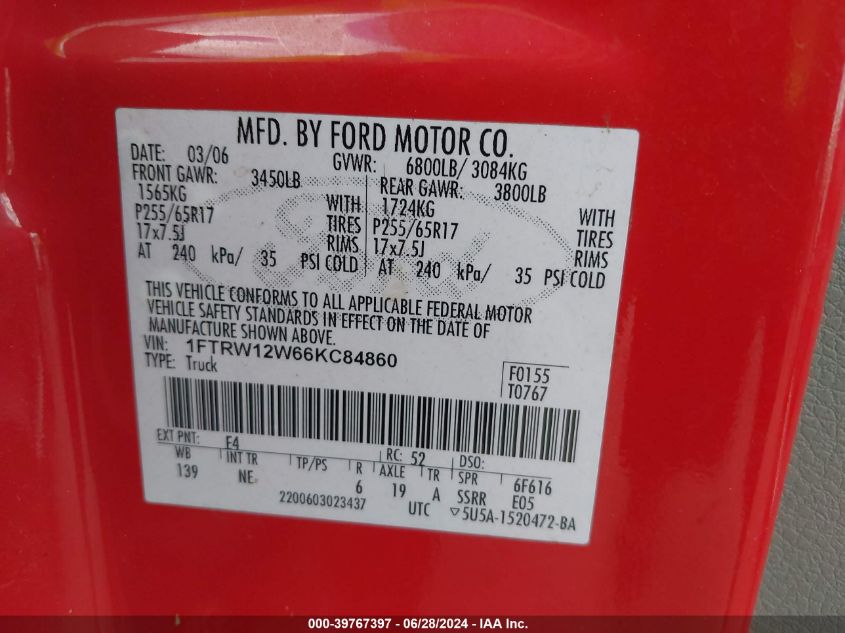 MFD. BY FORD MOTOR CO.
DATE: 03/06 GVWR: 6800LB/ 3084KG
FRONT GAWR: 3450LB REAR GAWR: 3800LB
1565KG WITH 1724KG WITH
P255/65R17 TIRES P255/65R17 TIRES
17x7.5J RIMS 17x7.5J RIMS
AT 240 kPa/ 35 PSI COLD AT 240 kPa/ 35 PSI COLD
THIS VEHICLE CONFORMS TO ALL APPLICABLE FEDERAL MOTOR
VEHICLE SAFETY STANDARDS IN EFFECT ON THE DATE OF
MANUFACTURE SHOWN ABOVE.
VIN: 1FTRW12W66KC84860
TYPE: Truck
F0155
T0767
EXT PNT: E4 RC: 52 DSO:
WB INT TR TP/PS R AXLE TR SPR 6F616
139 NE 6 19 A SSRR E05
2200603023437 UTC ▽5U5A-1520472-BA
Ford
000-39767397 - 06/28/2024 - IAA Inc.